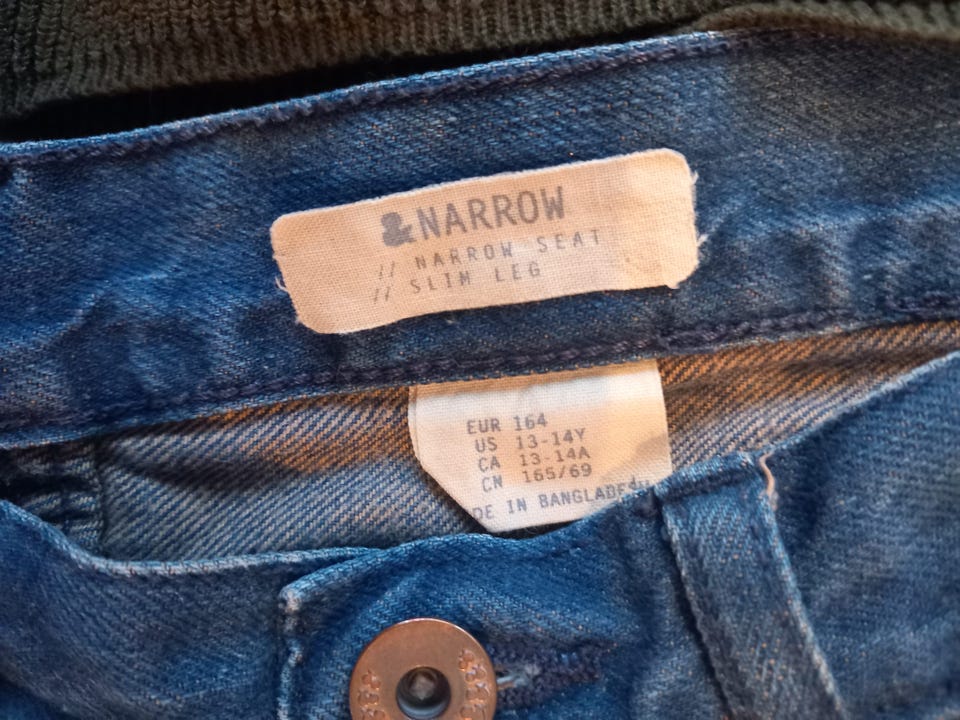 &NARROW
// NARROW SEAT
// SLIM LEG
EUR 164
US 13-14Y
CA 13-14A
CN 165/69
DE IN BANGLADE